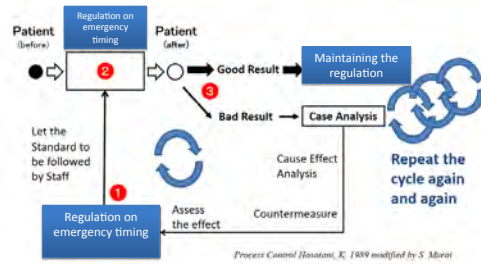 Patient
(before)
Regulation on
emergency
timing
Patient
(after)
2
Good Result
Maintaining the
regulation
3
Bad Result
Case Analysis
Let the
Standard to
be followed
by Staff
Cause Effect
Analysis
Repeat the
cycle again
and again
1
Regulation on
emergency timing
Assess
the effect
Countermeasure
Process Control Hosotani, K, 1989 modified by S. Murat